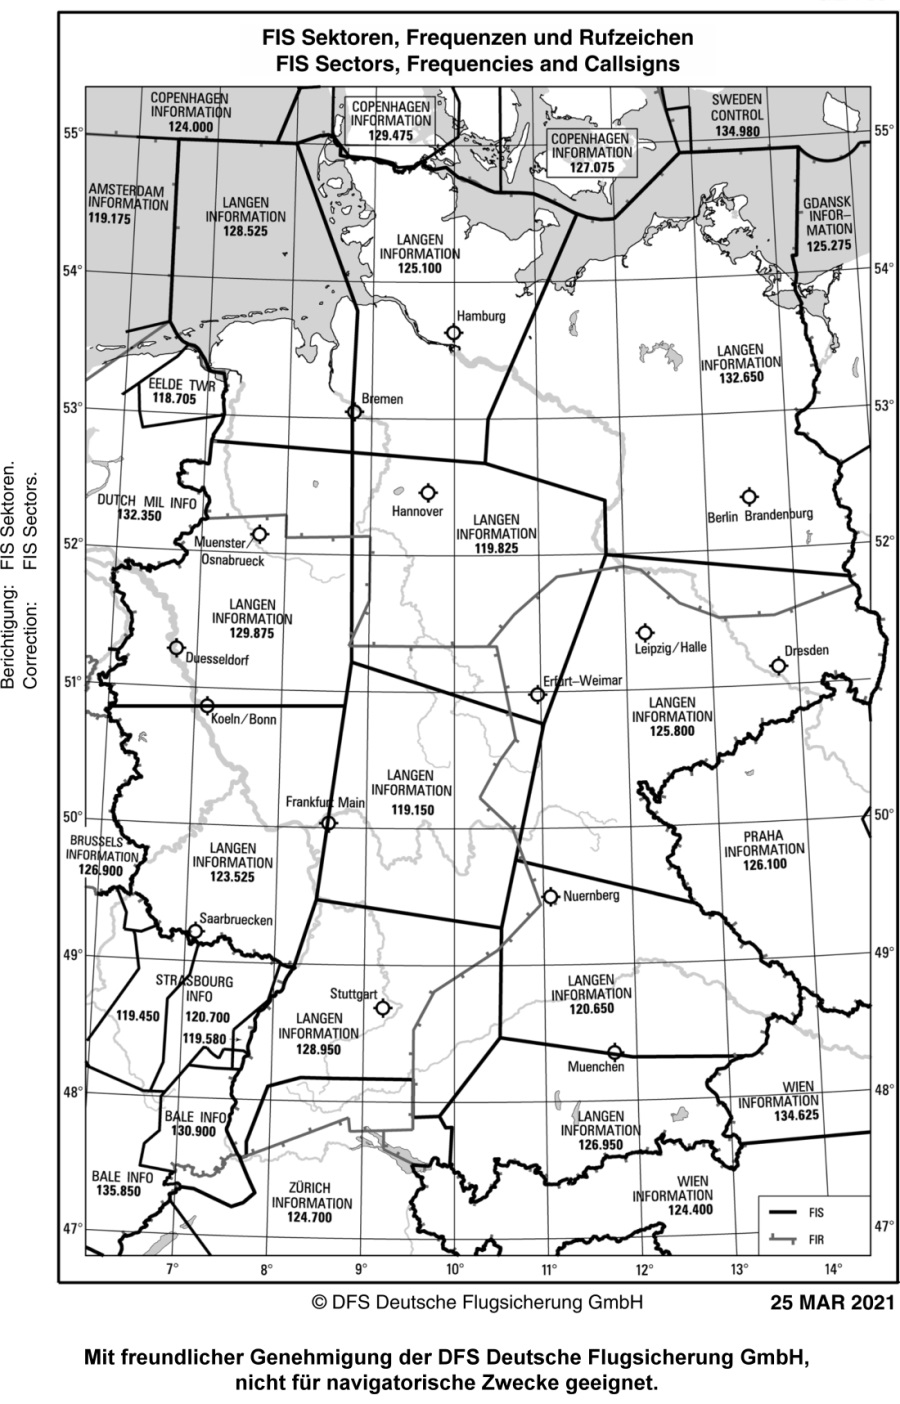 FIS Sektoren, Frequenzen und Rufzeichen
FIS Sectors, Frequencies and Callsigns
COPENHAGEN
INFORMATION
124.000
COPENHAGEN
INFORMATION
129.475
COPENHAGEN
INFORMATION
127.075
SWEDEN
CONTROL
134.980
55°
55°
AMSTERDAM
INFORMATION
119.175
LANGEN
INFORMATION
128.525
LANGEN
INFORMATION
125.100
GDANSK
INFOR–
MATION
125.275
54°
54°
Hamburg
LANGEN
INFORMATION
132.650
EELDE TWR
118.705
Bremen
53°
53°
DUTCH MIL INFO
132.350
Hannover
LANGEN
INFORMATION
119.825
Berlin Brandenburg
Muenster/
Osnabrueck
52°
52°
LANGEN
INFORMATION
129.875
Duesseldorf
Leipzig/Halle
Dresden
51°
51°
Erfurt–Weimar
Koeln/Bonn
LANGEN
INFORMATION
125.800
LANGEN
INFORMATION
119.150
Frankfurt Main
50°
50°
BRUSSELS
INFORMATION
126.900
LANGEN
INFORMATION
123.525
PRAHA
INFORMATION
126.100
Nuernberg
Saarbruecken
49°
49°
STRASBOURG
INFO
119.450
120.700
119.580
Stuttgart
LANGEN
INFORMATION
128.950
LANGEN
INFORMATION
120.650
Muenchen
48°
48°
BALE INFO
130.900
LANGEN
INFORMATION
126.950
WIEN
INFORMATION
134.625
BALE INFO
135.850
ZÜRICH
INFORMATION
124.700
WIEN
INFORMATION
124.400
47°
47°
FIS
FIR
7° 8° 9° 10° 11° 12° 13° 14°
Berichtigung: FIS Sektoren.
Correction: FIS Sectors.
© DFS Deutsche Flugsicherung GmbH
25 MAR 2021
Mit freundlicher Genehmigung der DFS Deutsche Flugsicherung GmbH,
nicht für navigatorische Zwecke geeignet.